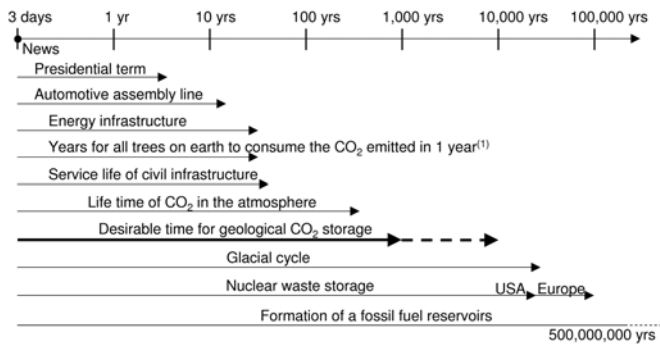 3 days 1 yr 10 yrs 100 yrs 1,000 yrs 10,000 yrs 100,000 yrs
News
Presidential term
Automotive assembly line
Energy infrastructure
Years for all trees on earth to consume the CO₂ emitted in 1 year⁽¹⁾
Service life of civil infrastructure
Life time of CO₂ in the atmosphere
Desirable time for geological CO₂ storage
Glacial cycle
Nuclear waste storage USA Europe
Formation of a fossil fuel reservoirs
500,000,000 yrs